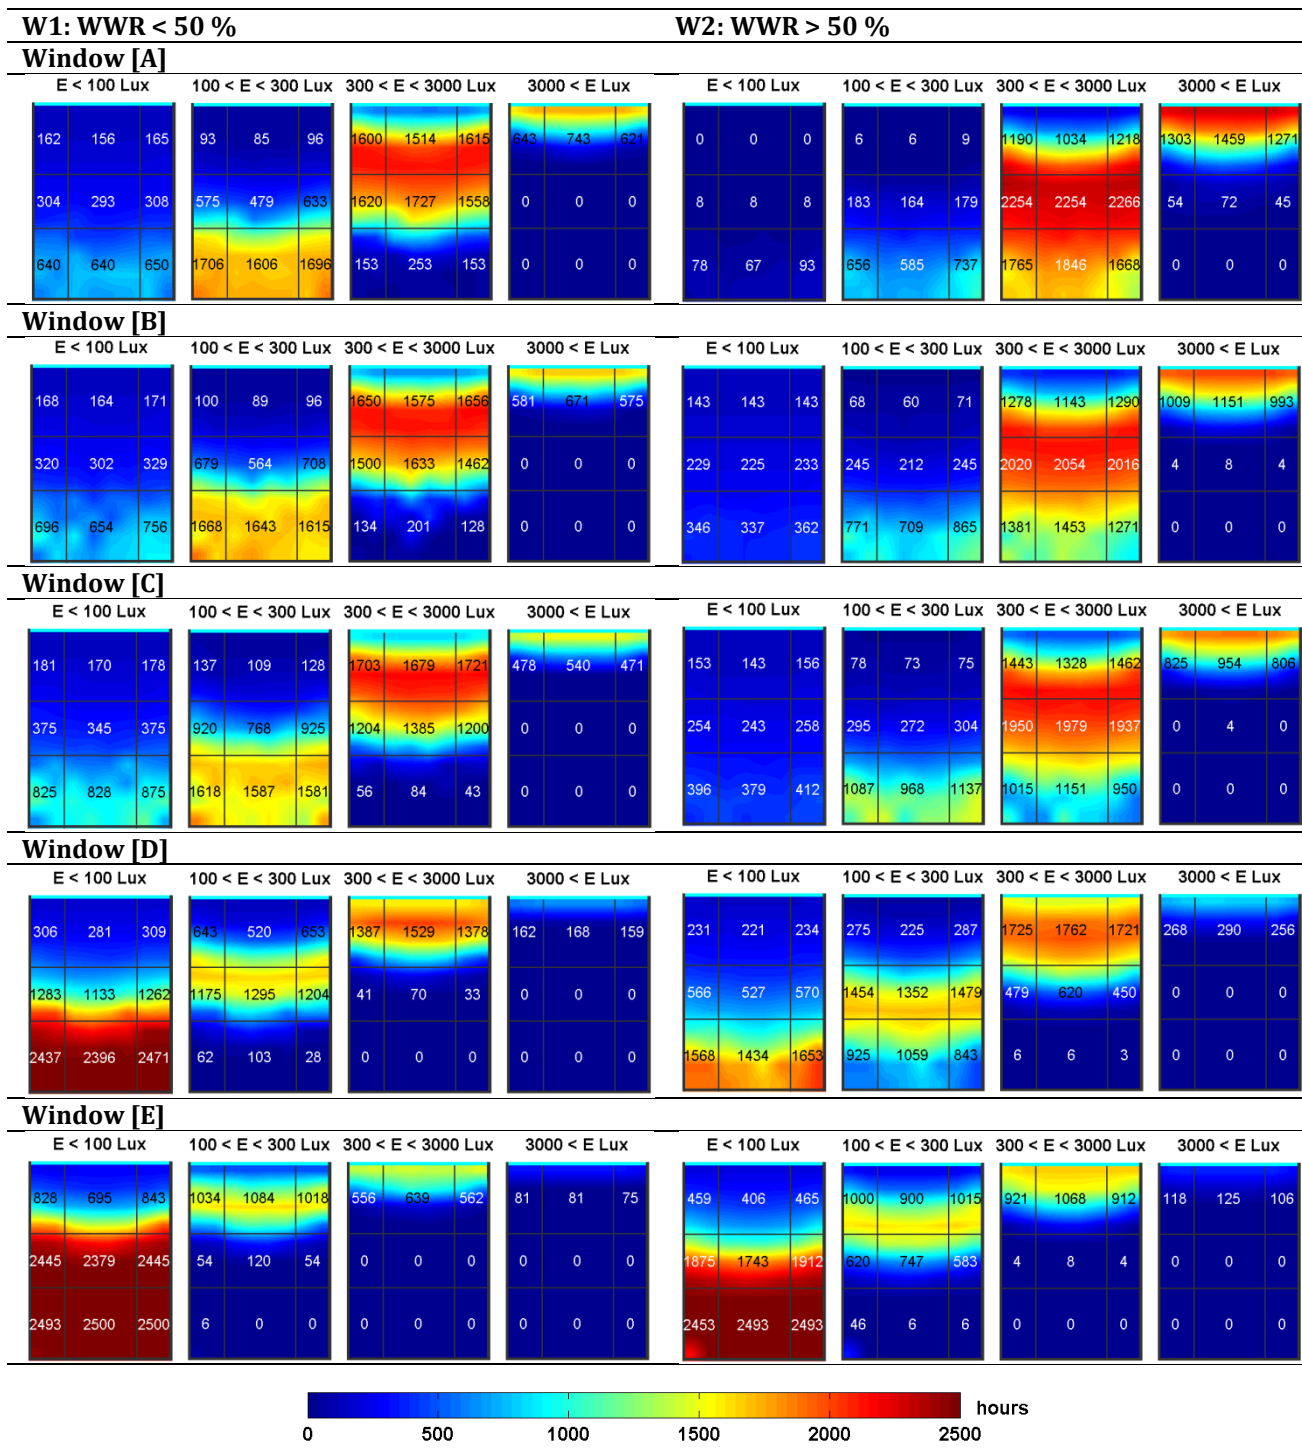 W1: WWR < 50 % W2: WWR > 50 %
Window [A]
E < 100 Lux 100 < E < 300 Lux 300 < E < 3000 Lux 3000 < E Lux E < 100 Lux 100 < E < 300 Lux 300 < E < 3000 Lux 3000 < E Lux
162 156 165 93 85 96 1600 1514 1615 643 743 621 0 0 0 6 6 9 1190 1034 1218 1303 1459 1271
304 293 308 575 479 633 1620 1727 1558 0 0 0 8 8 8 183 164 179 2254 2254 2266 54 72 45
640 640 650 1706 1606 1696 153 253 153 0 0 0 78 67 93 656 585 737 1765 1846 1668 0 0 0
Window [B]
E < 100 Lux 100 < E < 300 Lux 300 < E < 3000 Lux 3000 < E Lux E < 100 Lux 100 < E < 300 Lux 300 < E < 3000 Lux 3000 < E Lux
168 164 171 100 89 96 1650 1575 1656 581 671 575 143 143 143 68 60 71 1278 1143 1290 1009 1151 993
320 302 329 679 564 708 1500 1633 1462 0 0 0 229 225 233 245 212 245 2020 2054 2016 4 8 4
696 654 756 1668 1643 1615 134 201 128 0 0 0 346 337 362 771 709 865 1381 1453 1271 0 0 0
Window [C]
E < 100 Lux 100 < E < 300 Lux 300 < E < 3000 Lux 3000 < E Lux E < 100 Lux 100 < E < 300 Lux 300 < E < 3000 Lux 3000 < E Lux
181 170 178 137 109 128 1703 1679 1721 478 540 471 153 143 156 78 73 75 1443 1328 1462 825 954 806
375 345 375 920 768 925 1204 1385 1200 0 0 0 254 243 258 295 272 304 1950 1979 1937 0 4 0
825 828 875 1618 1587 1581 56 84 43 0 0 0 396 379 412 1087 968 1137 1015 1151 950 0 0 0
Window [D]
E < 100 Lux 100 < E < 300 Lux 300 < E < 3000 Lux 3000 < E Lux E < 100 Lux 100 < E < 300 Lux 300 < E < 3000 Lux 3000 < E Lux
306 281 309 643 520 653 1387 1529 1378 162 168 159 231 221 234 275 225 287 1725 1762 1721 268 290 256
1283 1133 1262 1175 1295 1204 41 70 33 0 0 0 566 527 570 1454 1352 1479 479 620 450 0 0 0
2437 2396 2471 62 103 28 0 0 0 0 0 0 1568 1434 1653 925 1059 843 6 6 3 0 0 0
Window [E]
E < 100 Lux 100 < E < 300 Lux 300 < E < 3000 Lux 3000 < E Lux E < 100 Lux 100 < E < 300 Lux 300 < E < 3000 Lux 3000 < E Lux
828 695 843 1034 1084 1018 556 639 562 81 81 75 459 406 465 1000 900 1015 921 1068 912 118 125 106
2445 2379 2445 54 120 54 0 0 0 0 0 0 1875 1743 1912 620 747 583 4 8 4 0 0 0
2493 2500 2500 6 0 0 0 0 0 0 0 0 2453 2493 2493 46 6 6 0 0 0 0 0 0
hours
0 500 1000 1500 2000 2500